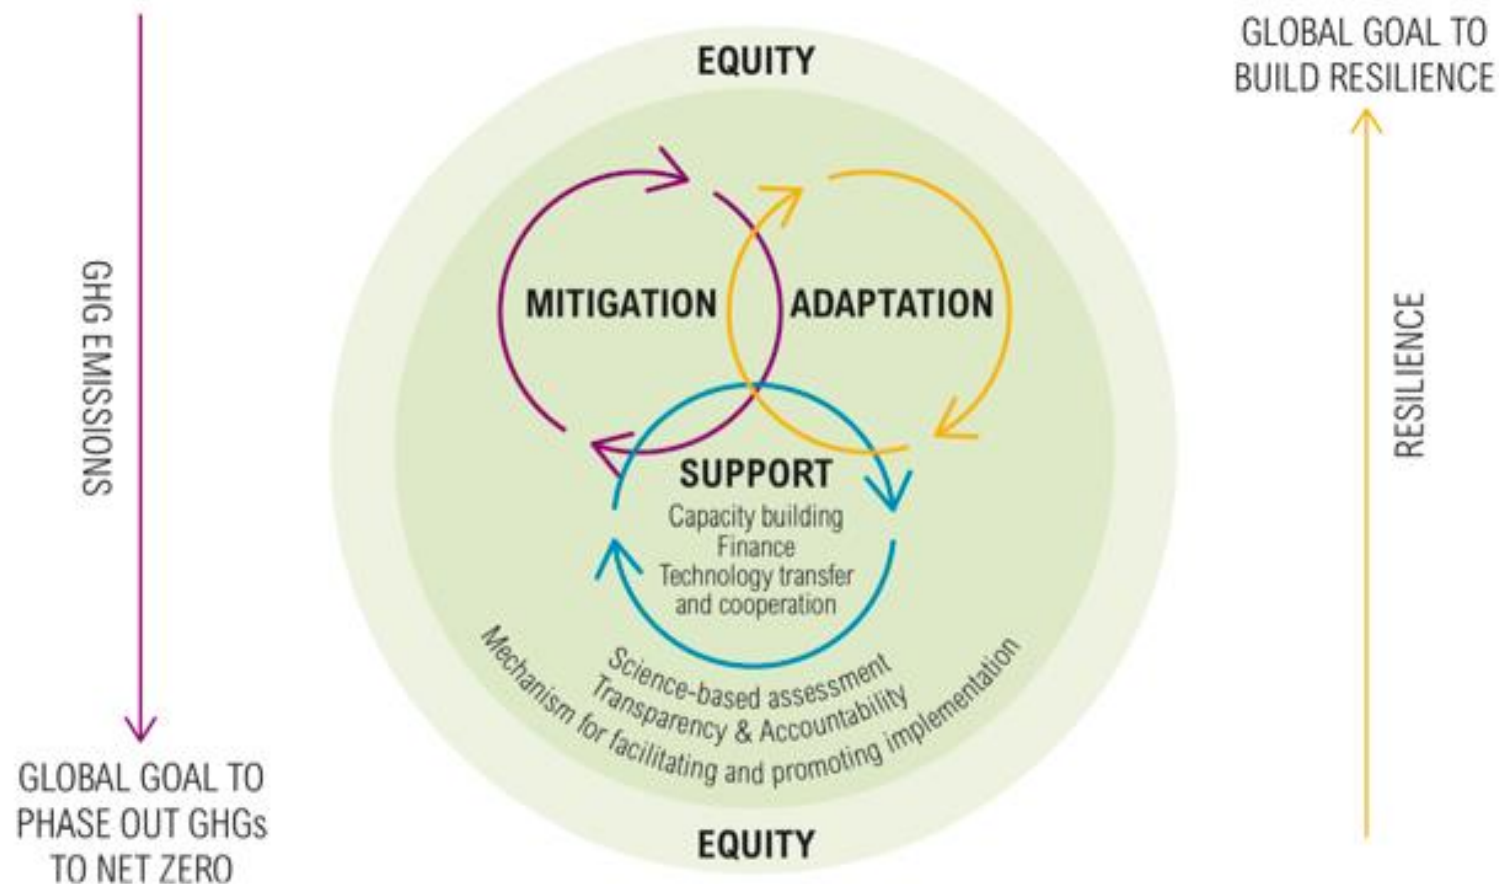 GLOBAL GOAL TO
BUILD RESILIENCE
EQUITY
GHG EMISSIONS
MITIGATION
ADAPTATION
RESILIENCE
SUPPORT
Capacity building
Finance
Technology transfer
and cooperation
Science-based assessment
Transparency & Accountability
Mechanism for facilitating and promoting implementation
GLOBAL GOAL TO
PHASE OUT GHGs
TO NET ZERO
EQUITY